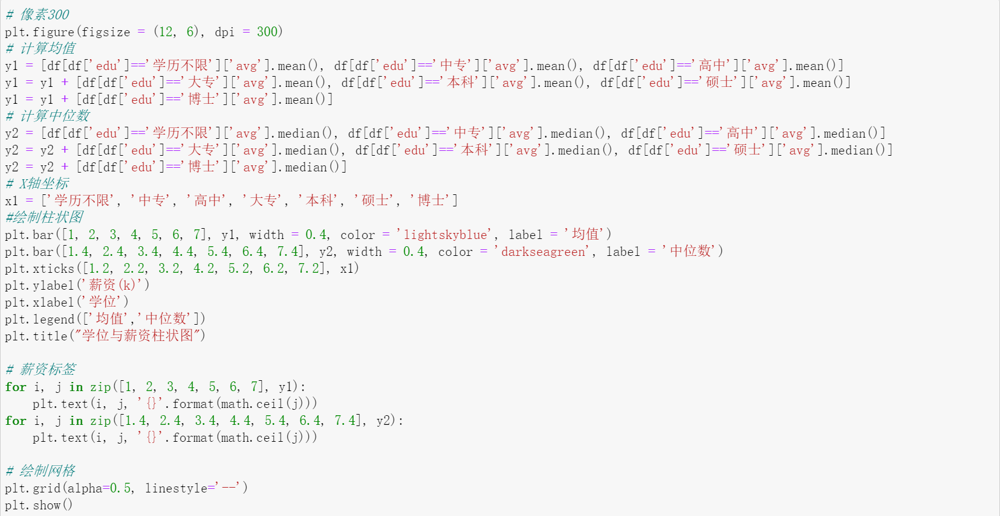 # 像素300
plt.figure(figsize = (12, 6), dpi = 300)
# 计算均值
y1 = [df[df['edu']=='学历不限']['avg'].mean(), df[df['edu']=='中专']['avg'].mean(), df[df['edu']=='高中']['avg'].mean()]
y1 = y1 + [df[df['edu']=='大专']['avg'].mean(), df[df['edu']=='本科']['avg'].mean(), df[df['edu']=='硕士']['avg'].mean()]
y1 = y1 + [df[df['edu']=='博士']['avg'].mean()]
# 计算中位数
y2 = [df[df['edu']=='学历不限']['avg'].median(), df[df['edu']=='中专']['avg'].median(), df[df['edu']=='高中']['avg'].median()]
y2 = y2 + [df[df['edu']=='大专']['avg'].median(), df[df['edu']=='本科']['avg'].median(), df[df['edu']=='硕士']['avg'].median()]
y2 = y2 + [df[df['edu']=='博士']['avg'].median()]
# X轴坐标
x1 = ['学历不限', '中专', '高中', '大专', '本科', '硕士', '博士']
#绘制柱状图
plt.bar([1, 2, 3, 4, 5, 6, 7], y1, width = 0.4, color = 'lightskyblue', label = '均值')
plt.bar([1.4, 2.4, 3.4, 4.4, 5.4, 6.4, 7.4], y2, width = 0.4, color = 'darkseagreen', label = '中位数')
plt.xticks([1.2, 2.2, 3.2, 4.2, 5.2, 6.2, 7.2], x1)
plt.ylabel('薪资(k)')
plt.xlabel('学位')
plt.legend(['均值','中位数'])
plt.title("学位与薪资柱状图")
# 薪资标签
for i, j in zip([1, 2, 3, 4, 5, 6, 7], y1):
    plt.text(i, j, '{}'.format(math.ceil(j)))
for i, j in zip([1.4, 2.4, 3.4, 4.4, 5.4, 6.4, 7.4], y2):
    plt.text(i, j, '{}'.format(math.ceil(j)))
# 绘制网格
plt.grid(alpha=0.5, linestyle='--')
plt.show()